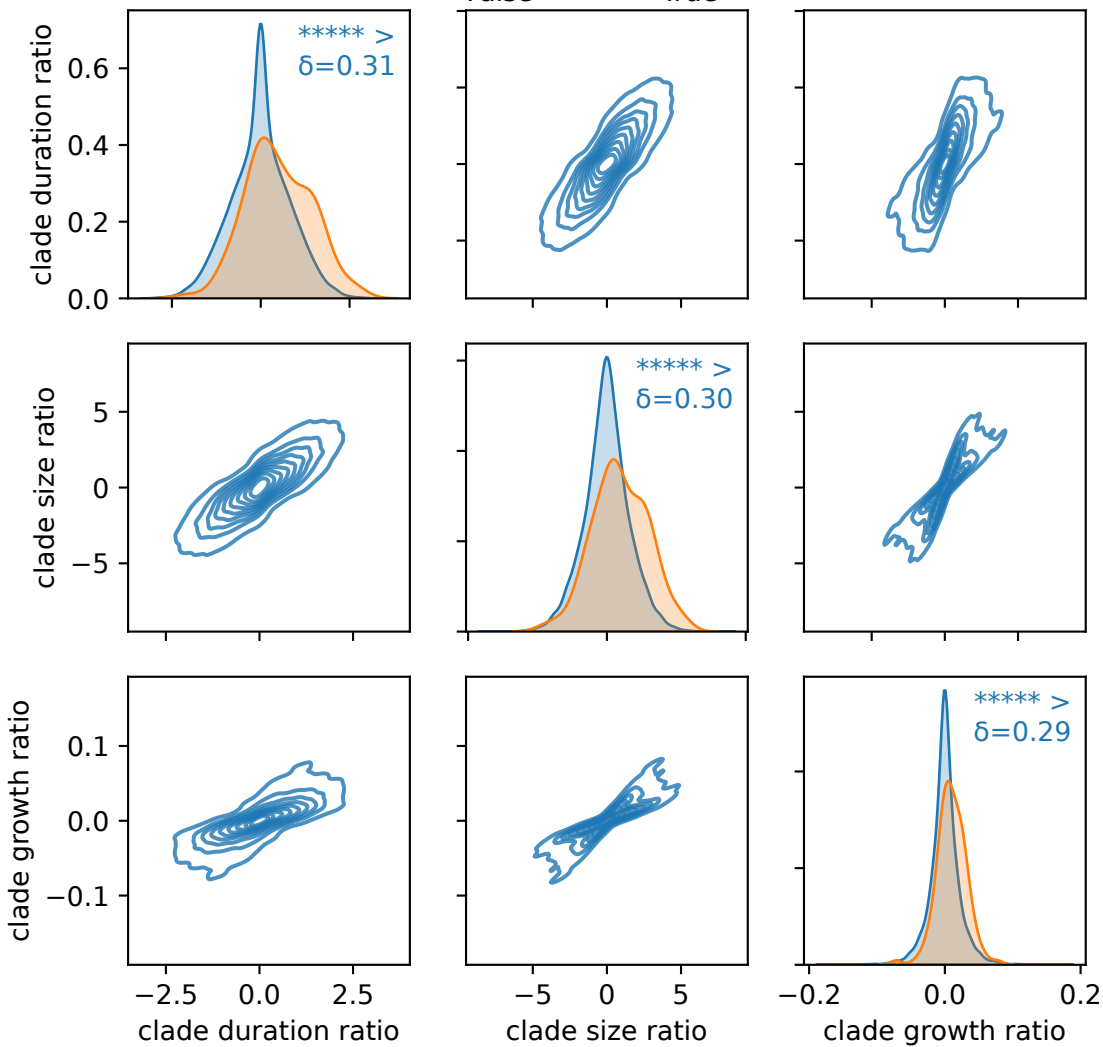 ***** >
δ=0.31
0.6
0.4
0.2
0.0
clade duration ratio
***** >
δ=0.30
5
0
−5
clade size ratio
***** >
δ=0.29
0.1
0.0
−0.1
clade growth ratio
−2.5 0.0 2.5
clade duration ratio
−5 0 5
clade size ratio
−0.2 0.0 0.2
clade growth ratio